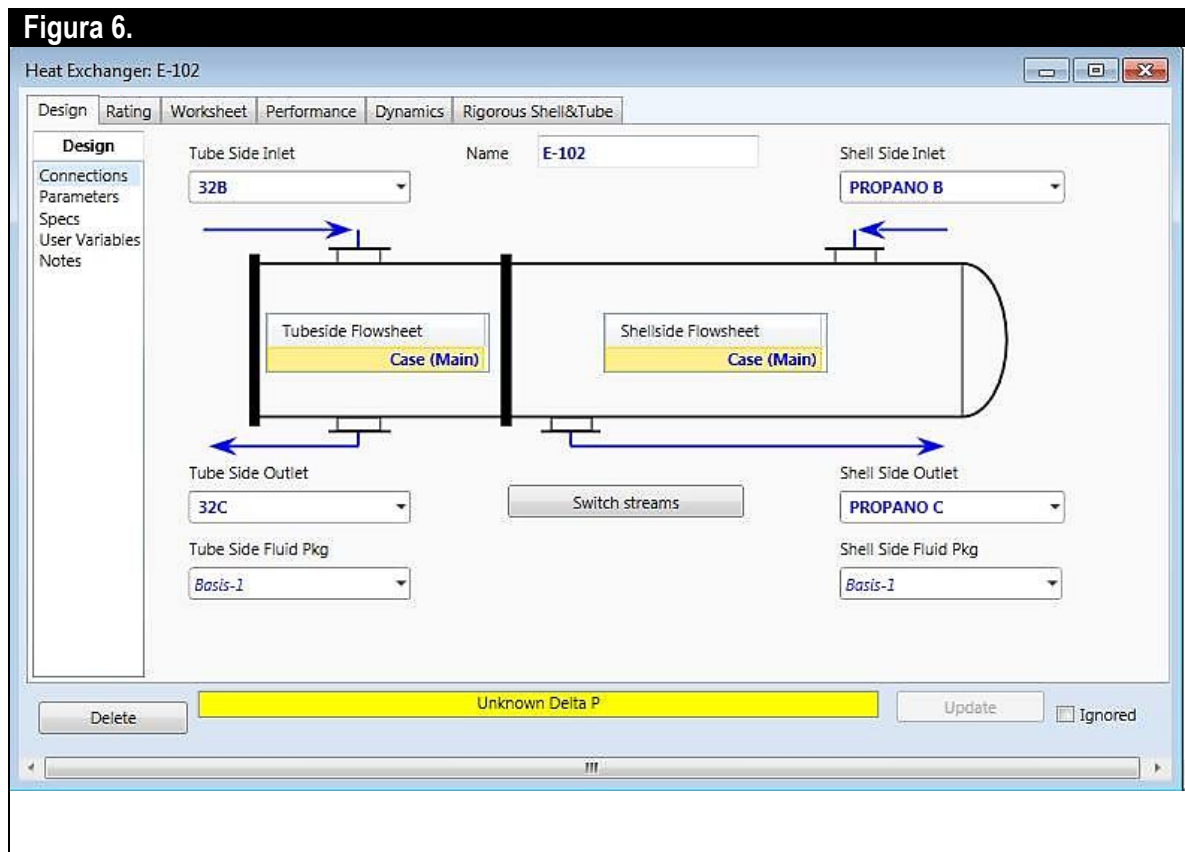 Figura 6.
Heat Exchanger: E-102
Design Rating Worksheet Performance Dynamics Rigorous Shell&Tube
Design
Connections
Parameters
Specs
User Variables
Notes
Tube Side Inlet
Name E-102
Shell Side Inlet
32B
PROPANO B
Tubeside Flowsheet
Case (Main)
Shellside Flowsheet
Case (Main)
Tube Side Outlet
Shell Side Outlet
32C
Switch streams
PROPANO C
Tube Side Fluid Pkg
Shell Side Fluid Pkg
Basis-1
Basis-1
Delete
Unknown Delta P
Update
Ignored